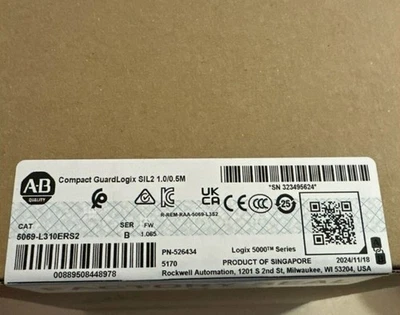 A-B
QUALITY
Compact GuardLogix SIL2 1.0/0.5M
*SN 323495624*
R-REM-RAA-5069-L3S2
UK
CA
CE
CCC
25
CAT
SER
FW
5069-L310ERS2
B
1.065
PN-526434
Logix 5000™ Series
2024/11/18
5170
PRODUCT OF SINGAPORE
00889508448978
Rockwell Automation, 1201 S 2nd St, Milwaukee, WI 53204, USA